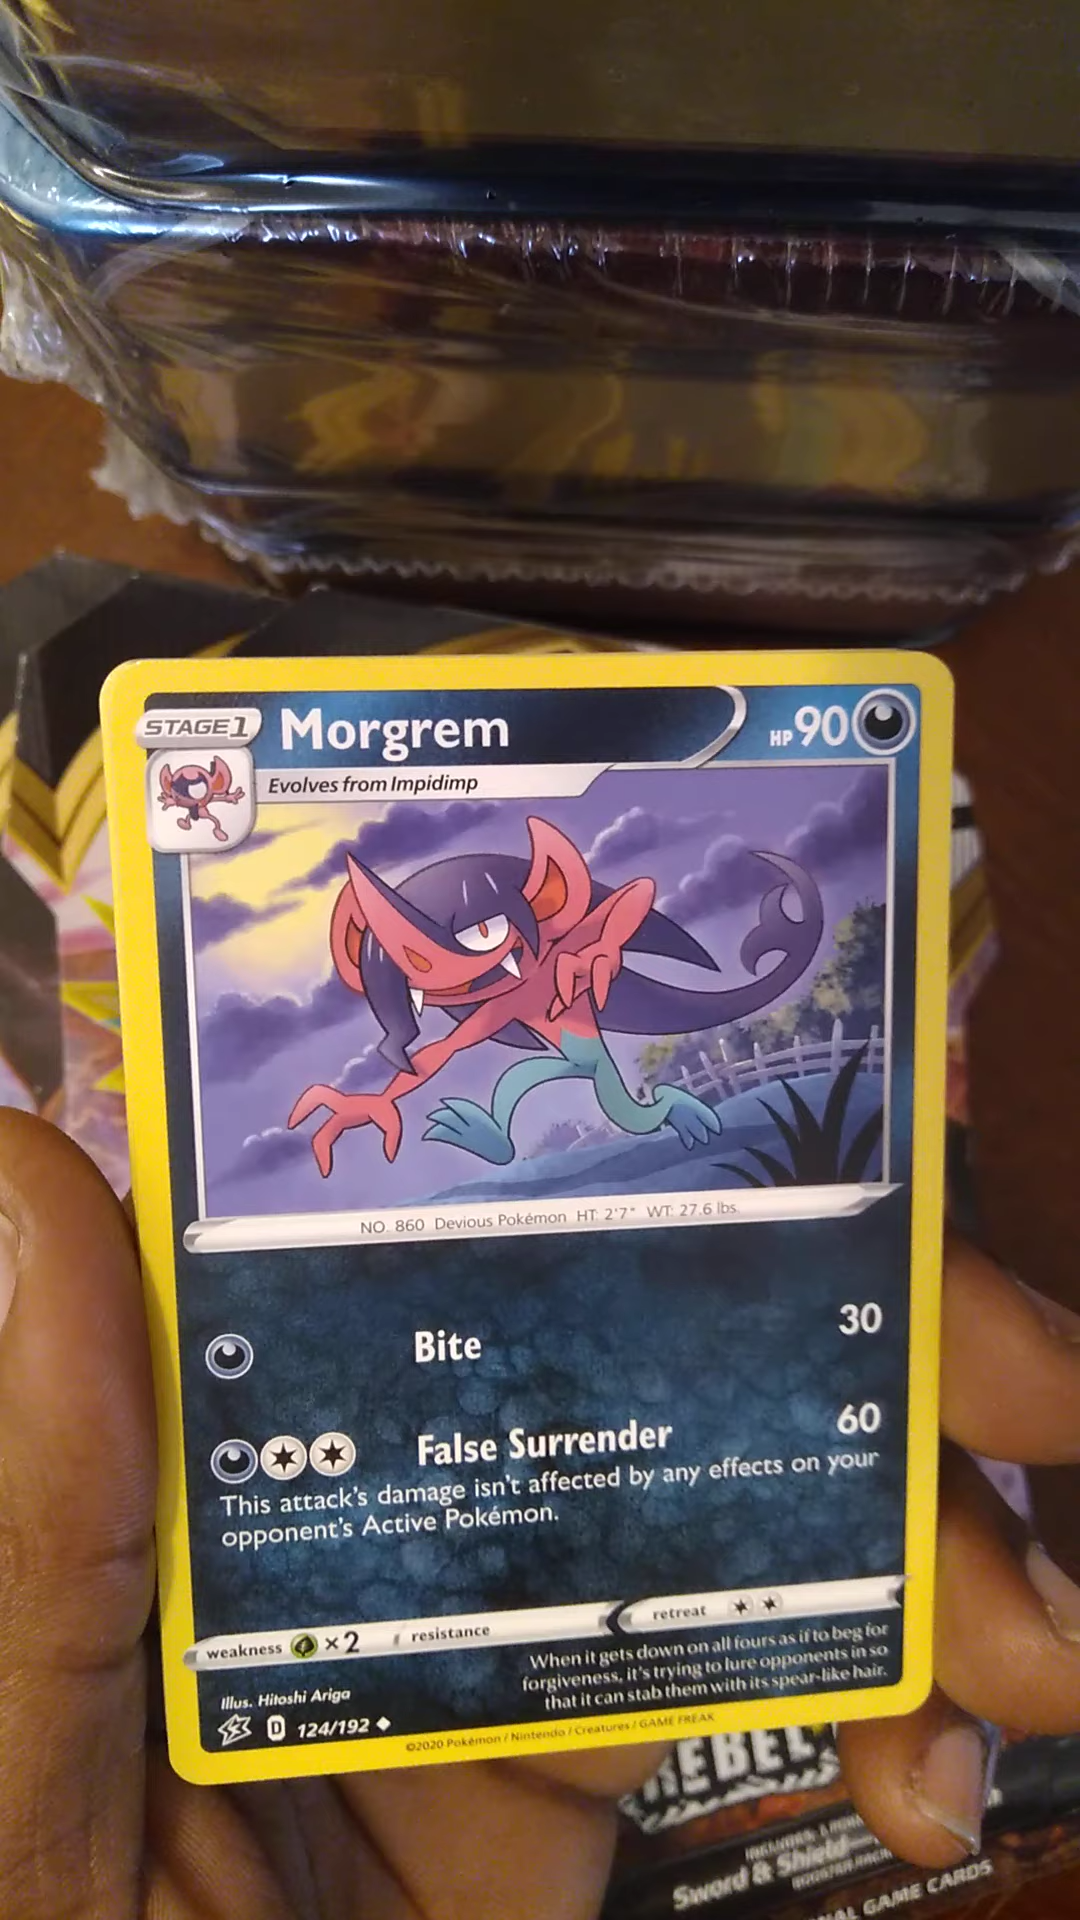 STAGE 1 Morgrem HP 90
Evolves from Impidimp
NO. 860 Devious Pokémon HT: 2'7" WT: 27.6 lbs.
Bite 30
False Surrender 60
This attack's damage isn't affected by any effects on your
opponent's Active Pokémon.
weakness ×2 resistance retreat
When it gets down on all fours as if to beg for
forgiveness, it's trying to lure opponents in so
that it can stab them with its spear-like hair.
Illus. Hitoshi Ariga
D 124/192
©2020 Pokémon / Nintendo / Creatures / GAME FREAK
REBEL
Sword & Shield
GAME CARDS